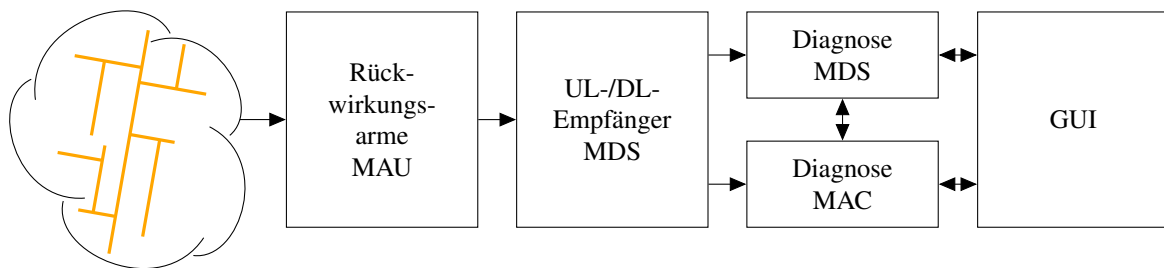 Rück-
wirkungs-
arme
MAU
UL-/DL-
Empfänger
MDS
Diagnose
MDS
Diagnose
MAC
GUI